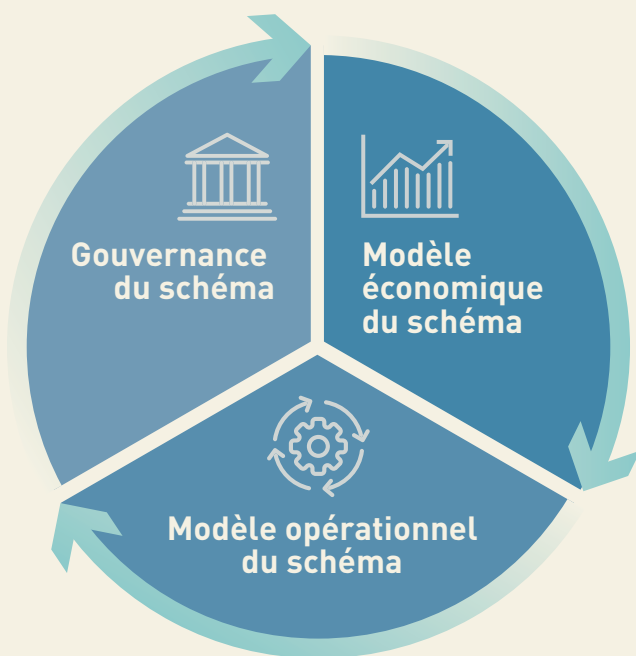 Gouvernance
du schéma
Modèle
économique
du schéma
Modèle opérationnel
du schéma